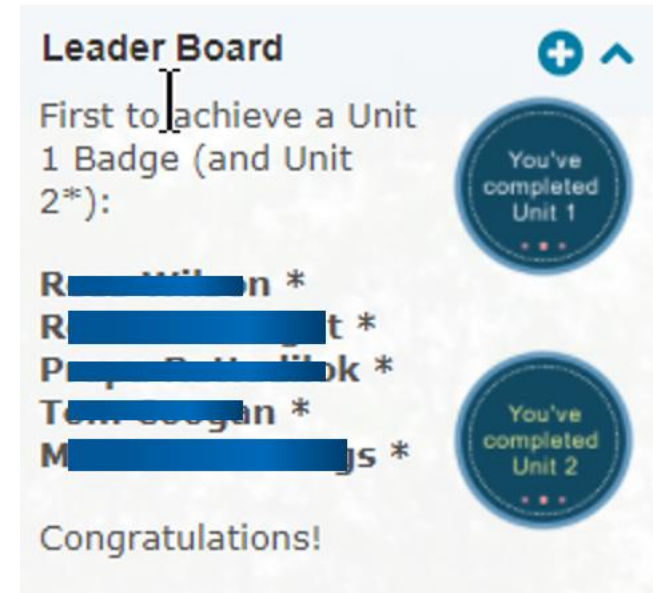 Leader Board
First to achieve a Unit
1 Badge (and Unit
2*):
You've
completed
Unit 1
*
*
*
*
*
You've
completed
Unit 2
Congratulations!